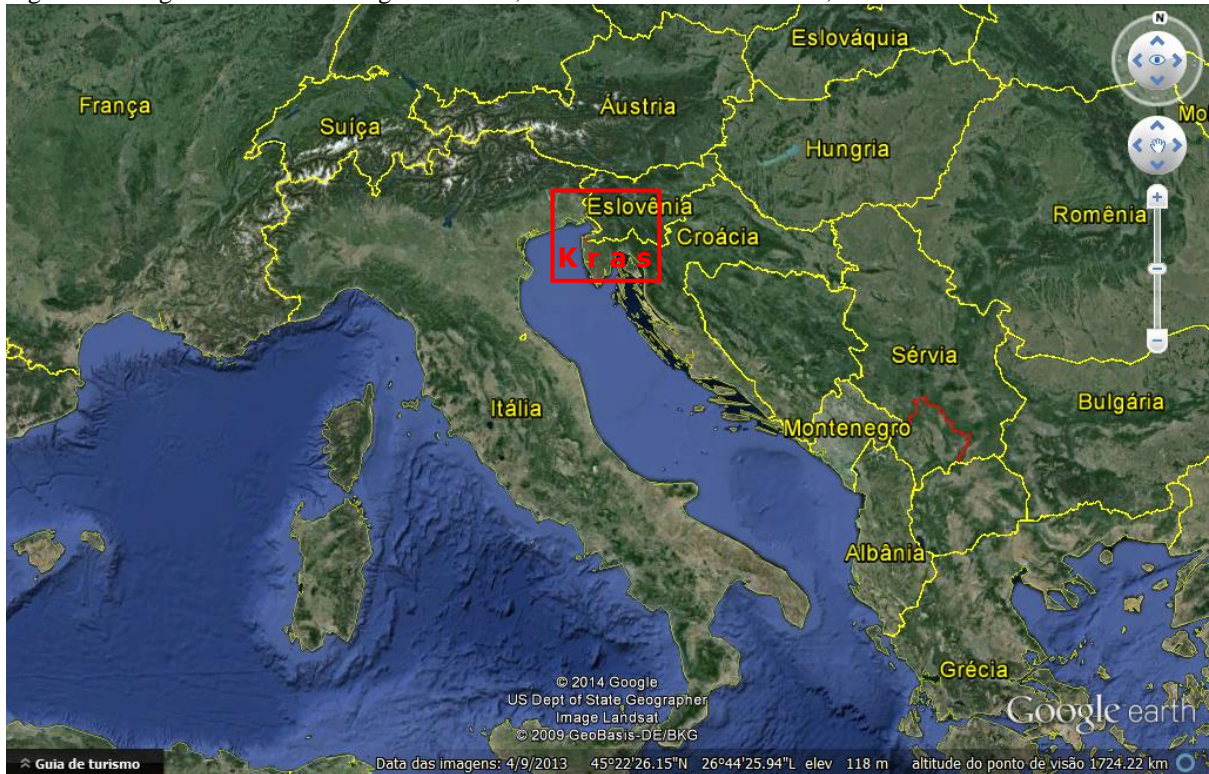 Eslováquia
N
França
Áustria
Suíça
Mo
Hungria
Eslovênia
Romênia
Croácia
K r a s
Sérvia
Itália
Bulgária
Montenegro
Albânia
Grécia
© 2014 Google
US Dept of State Geographer
Image Landsat
© 2009 GeoBasis-DE/BKG
Google earth
Guia de turismo
Data das imagens: 4/9/2013 45°22'26.15"N 26°44'25.94"L elev 118 m altitude do ponto de visão 1724.22 km